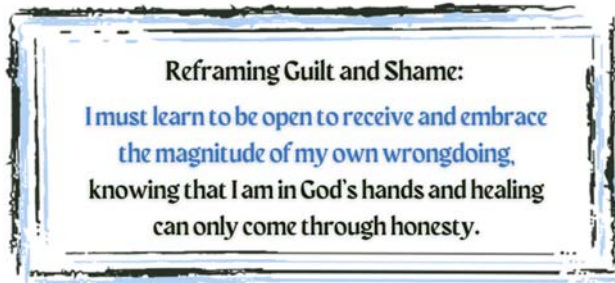 Reframing Guilt and Shame:
I must learn to be open to receive and embrace
the magnitude of my own wrongdoing,
knowing that I am in God's hands and healing
can only come through honesty.